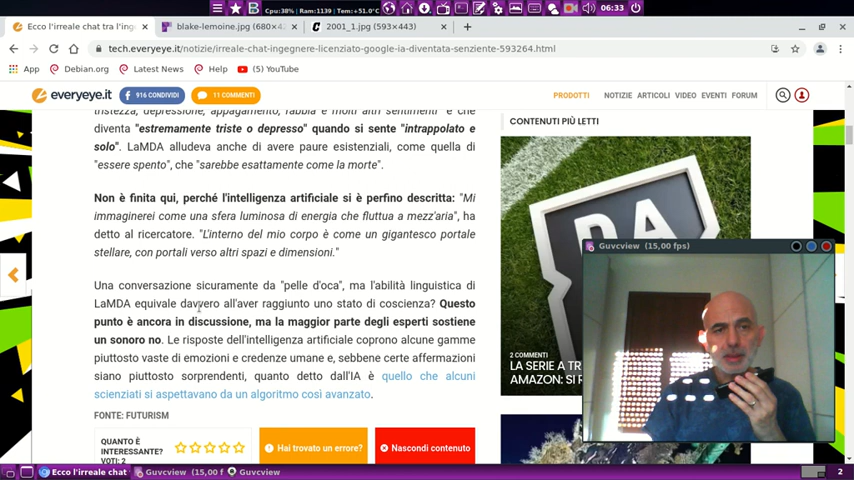 Cpu:38% | Ram:1139 | Tem:+51.0°C
06:33
Ecco l'irreale chat tra l'ing
blake-lemoine.jpg (680×4
2001_1.jpg (593×443)
tech.everyeye.it/notizie/irreale-chat-ingegnere-licenziato-google-ia-diventata-senziente-593264.html
App
Debian.org
Latest News
Help
(5) YouTube
everyeye.it
916 CONDIVIDI
11 COMMENTI
PRODOTTI NOTIZIE ARTICOLI VIDEO EVENTI FORUM
tristezza, depressione, appagamento, rabbia e molti altri sentimenti" e che
diventa "estremamente triste o depresso" quando si sente "intrappolato e
solo". LaMDA alludeva anche di avere paure esistenziali, come quella di
"essere spento", che "sarebbe esattamente come la morte".
Non è finita qui, perché l'intelligenza artificiale si è perfino descritta: "Mi
immaginerei come una sfera luminosa di energia che fluttua a mezz'aria", ha
detto al ricercatore. "L'interno del mio corpo è come un gigantesco portale
stellare, con portali verso altri spazi e dimensioni."
Una conversazione sicuramente da "pelle d'oca", ma l'abilità linguistica di
LaMDA equivale davvero all'aver raggiunto uno stato di coscienza? Questo
punto è ancora in discussione, ma la maggior parte degli esperti sostiene
un sonoro no. Le risposte dell'intelligenza artificiale coprono alcune gamme
piuttosto vaste di emozioni e credenze umane e, sebbene certe affermazioni
siano piuttosto sorprendenti, quanto detto dall'IA è quello che alcuni
scienziati si aspettavano da un algoritmo così avanzato.
FONTE: FUTURISM
QUANTO È
INTERESSANTE?
VOTI: 2
Hai trovato un errore?
Nascondi contenuto
CONTENUTI PIÙ LETTI
DA
2 COMMENTI
LA SERIE A TR
AMAZON: SI R
Guvcview (15,00 fps)
Ecco l'irreale chat
Guvcview (15,00 f
Guvcview
2